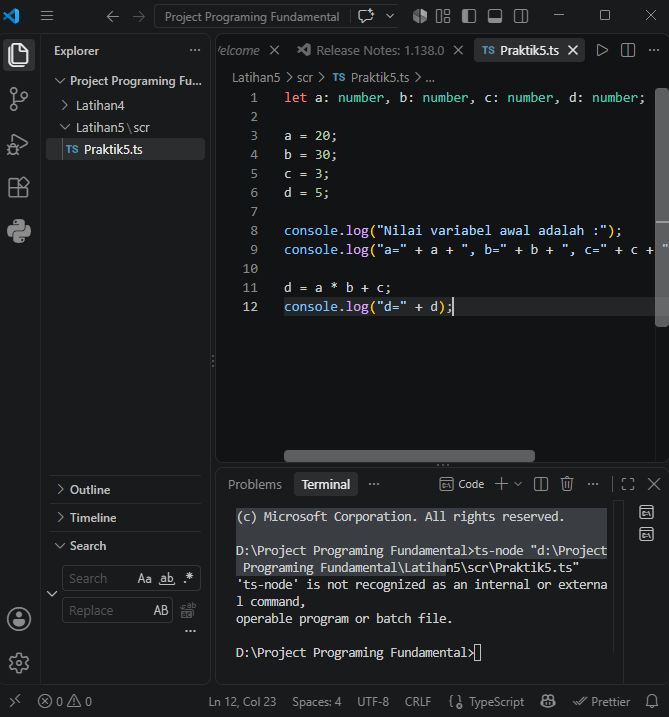 Project Programing Fundamental
Explorer
Project Programing Fu...
Latihan4
Latihan5\scr
TS Praktik5.ts
Outline
Timeline
Search
Search Aa ab .*
Replace AB
Welcome
Release Notes: 1.138.0
TS Praktik5.ts
Latihan5 > scr > TS Praktik5.ts > ...
1 let a: number, b: number, c: number, d: number;
2
3 a = 20;
4 b = 30;
5 c = 3;
6 d = 5;
7
8 console.log("Nilai variabel awal adalah :");
9 console.log("a=" + a + ", b=" + b + ", c=" + c + "
10
11 d = a * b + c;
12 console.log("d=" + d);
Problems Terminal ... Code
(c) Microsoft Corporation. All rights reserved.
D:\Project Programing Fundamental>ts-node "d:\Project
Programing Fundamental\Latihan5\scr\Praktik5.ts"
'ts-node' is not recognized as an internal or externa
l command,
operable program or batch file.
D:\Project Programing Fundamental>
0 0 Ln 12, Col 23 Spaces: 4 UTF-8 CRLF {} TypeScript Prettier